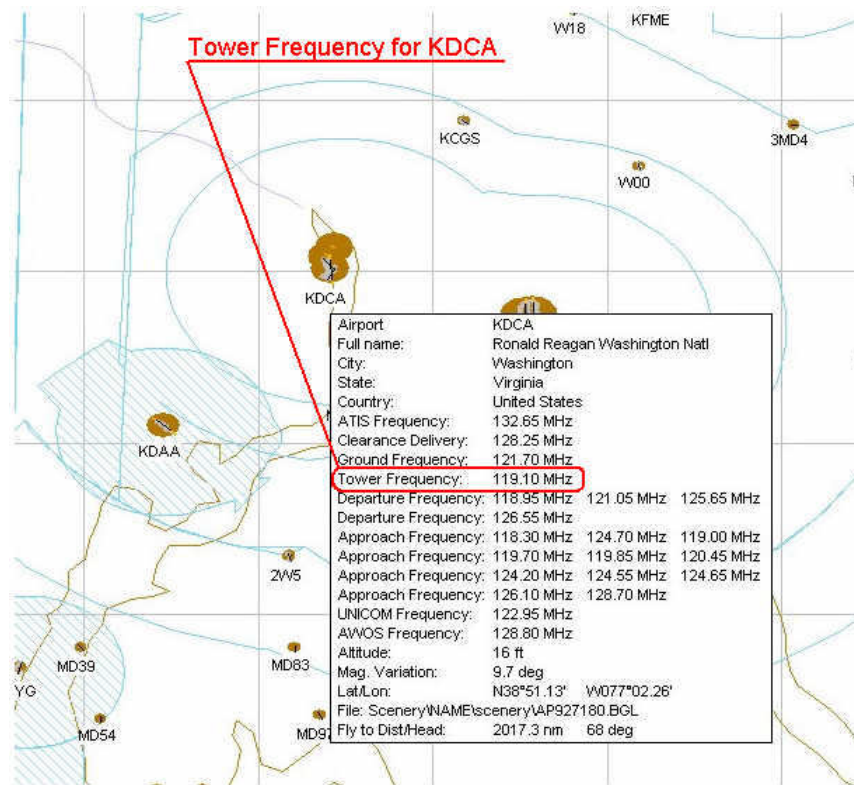 VV18
KFME
Tower Frequency for KDCA
KCGS
3MD4
VV00
KDCA
Airport KDCA
Full name: Ronald Reagan Washington Natl
City: Washington
State: Virginia
Country: United States
ATIS Frequency: 132.65 MHz
Clearance Delivery: 128.25 MHz
Ground Frequency: 121.70 MHz
Tower Frequency: 119.10 MHz
Departure Frequency: 118.95 MHz 121.05 MHz 125.65 MHz
Departure Frequency: 126.55 MHz
Approach Frequency: 118.30 MHz 124.70 MHz 119.00 MHz
Approach Frequency: 119.70 MHz 119.85 MHz 120.45 MHz
Approach Frequency: 124.20 MHz 124.55 MHz 124.65 MHz
Approach Frequency: 126.10 MHz 128.70 MHz
UNICOM Frequency: 122.95 MHz
AWOS Frequency: 128.80 MHz
Altitude: 16 ft
Mag. Variation: 9.7 deg
Lat/Lon: N38°51.13' W077°02.26'
File: Scenery\NAME\scenery\AP927180.BGL
Fly to Dist/Head: 2017.3 nm 68 deg
KDAA
2W5
MD39
MD83
YG
MD54
MD97